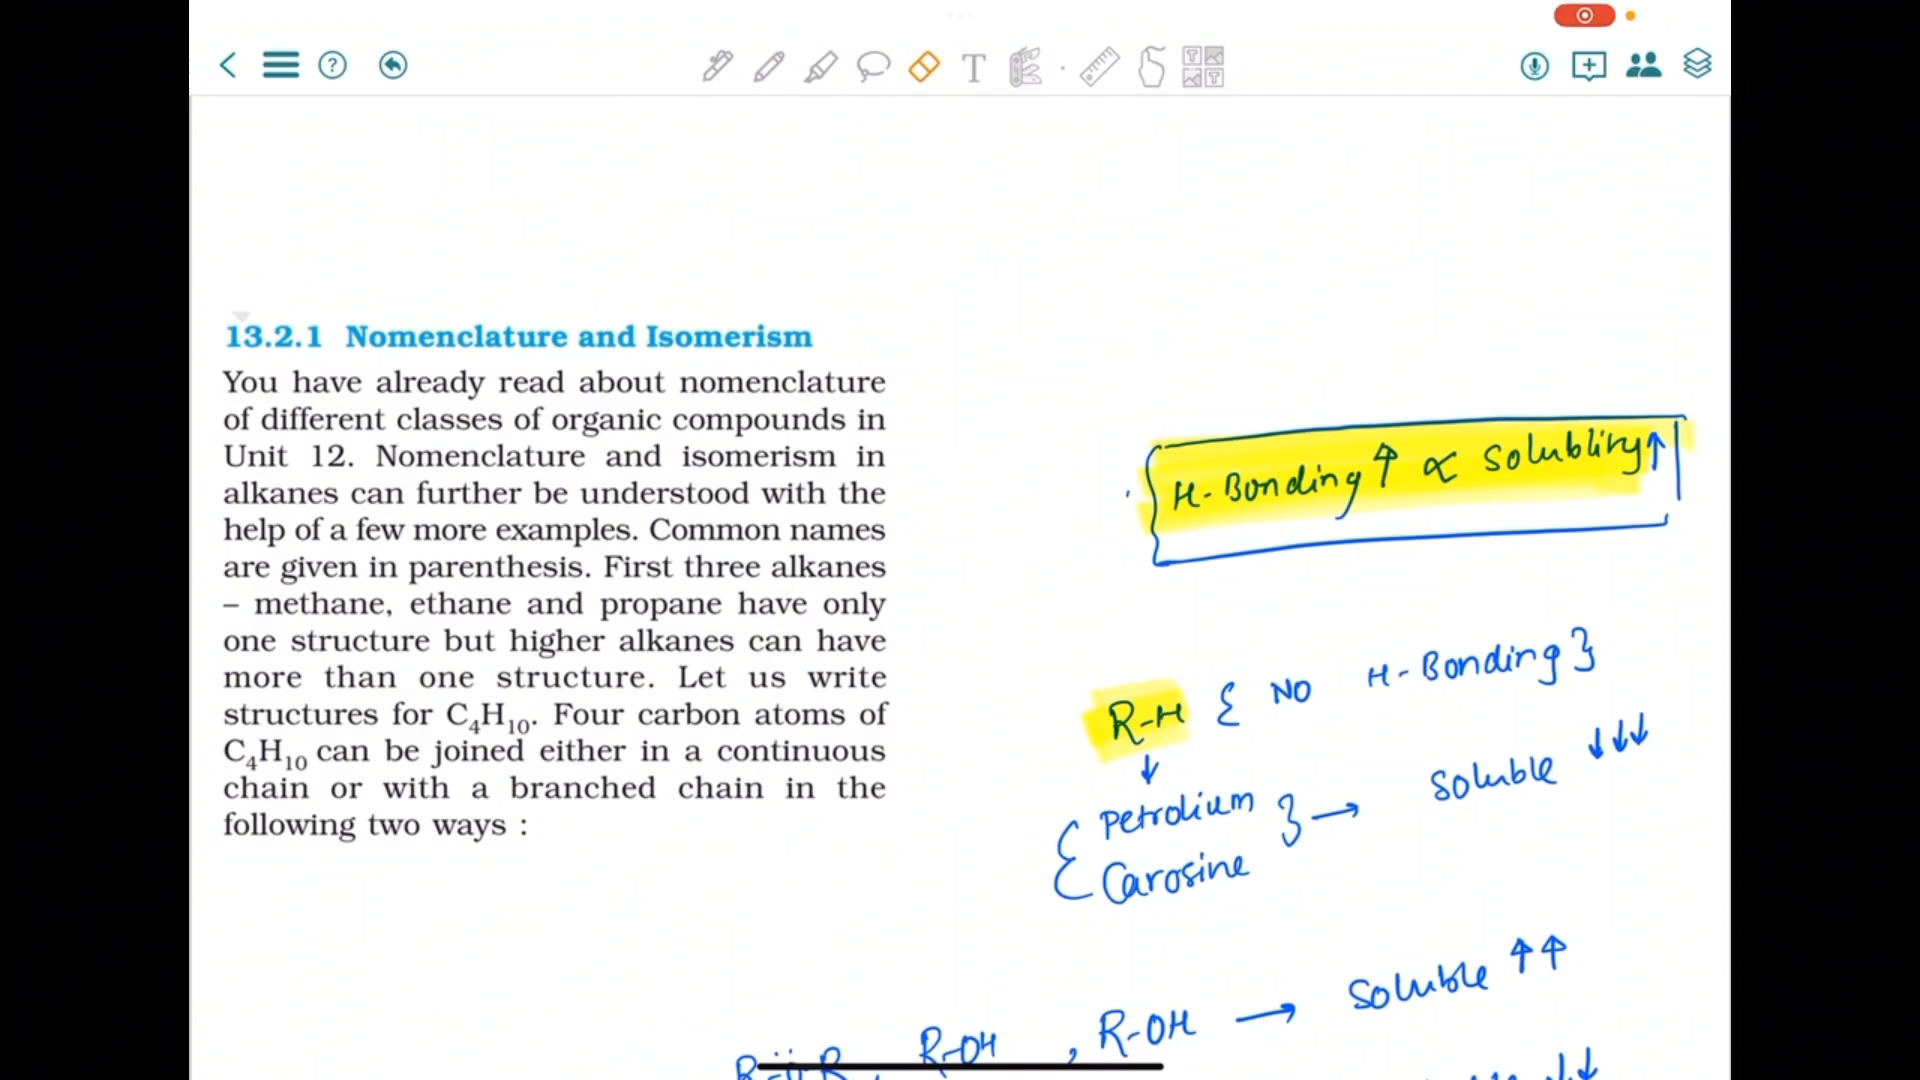 13.2.1 Nomenclature and Isomerism
You have already read about nomenclature
of different classes of organic compounds in
Unit 12. Nomenclature and isomerism in
alkanes can further be understood with the
help of a few more examples. Common names
are given in parenthesis. First three alkanes
– methane, ethane and propane have only
one structure but higher alkanes can have
more than one structure. Let us write
structures for C₄H₁₀. Four carbon atoms of
C₄H₁₀ can be joined either in a continuous
chain or with a branched chain in the
following two ways :
H-Bonding ↑ ∝ Solubliry ↑
R-H { NO H-Bonding }
↓
{ Petrolium } → Soluble ↓↓↓
Carosine
R-OH , R-OH → Soluble ↑↑